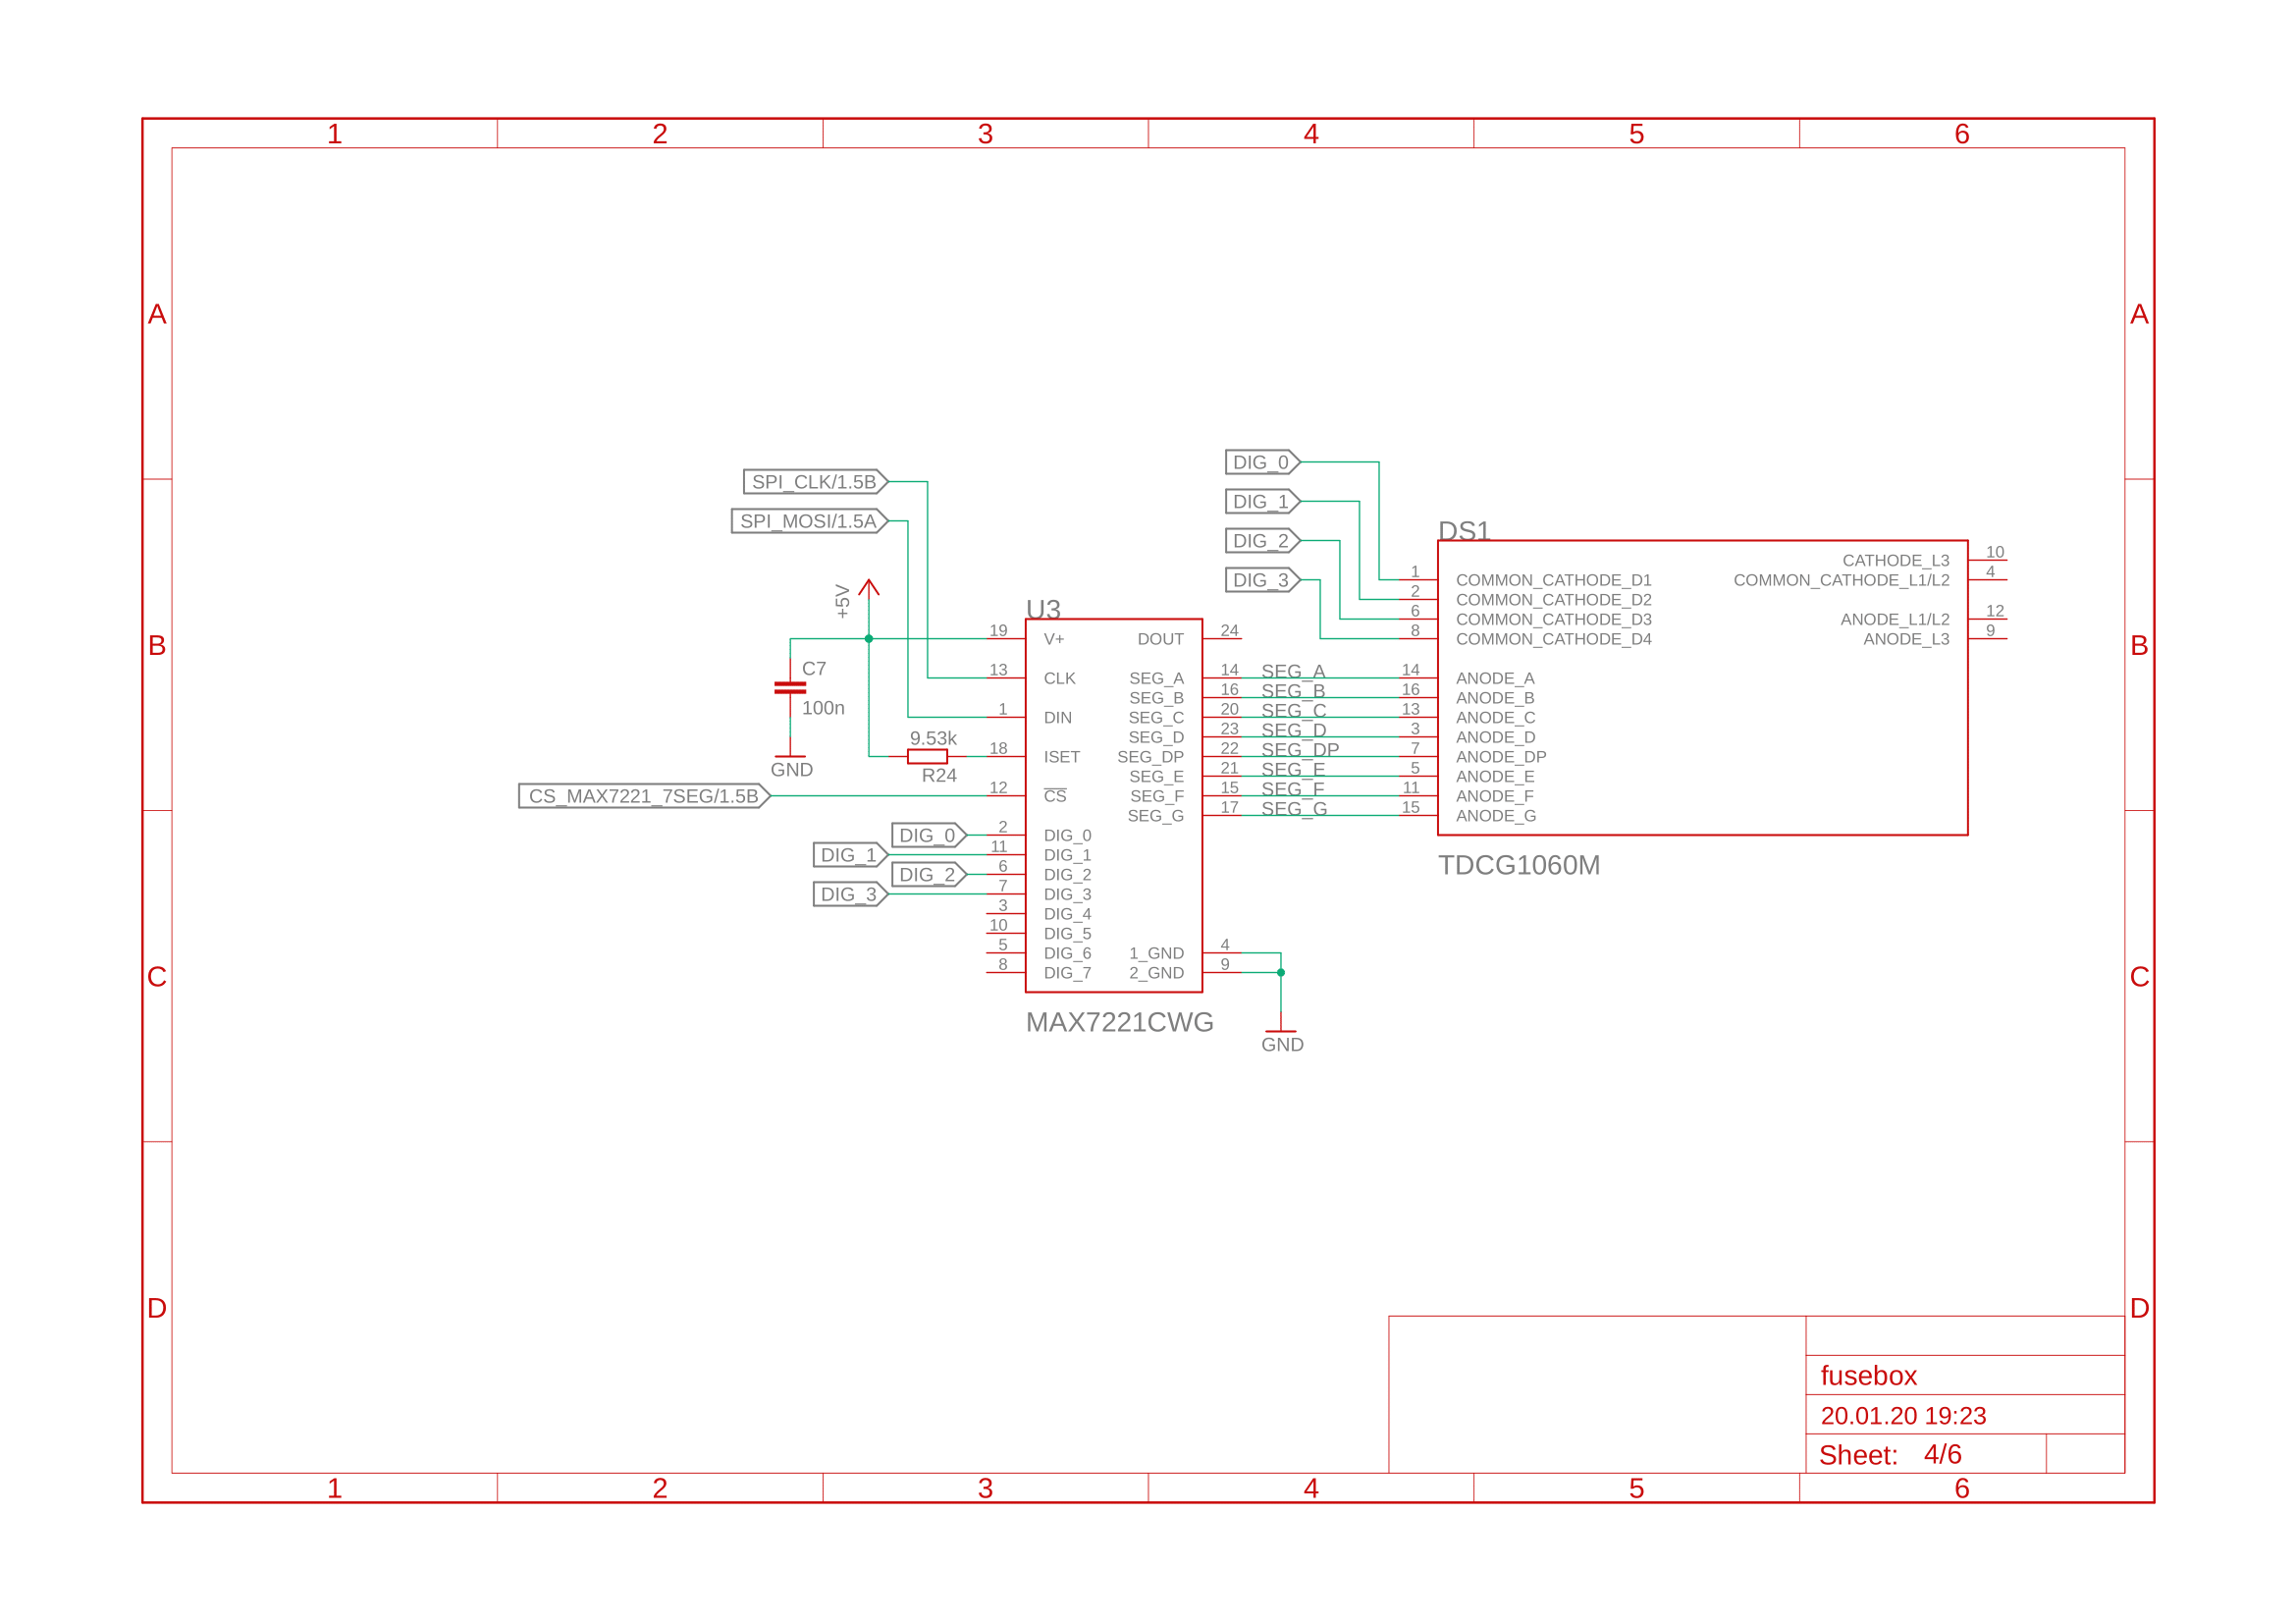 1 2 3 4 5 6
A A
B B
C C
D D
SPI_CLK/1.5B
SPI_MOSI/1.5A
+5V
C7
100n
GND
9.53k
R24
CS_MAX7221_7SEG/1.5B
DIG_0
DIG_1
DIG_2
DIG_3
U3
19 V+
13 CLK
1 DIN
18 ISET
12 CS
2 DIG_0
11 DIG_1
6 DIG_2
7 DIG_3
3 DIG_4
10 DIG_5
5 DIG_6
8 DIG_7
DOUT 24
SEG_A 14
SEG_B 16
SEG_C 20
SEG_D 23
SEG_DP 22
SEG_E 21
SEG_F 15
SEG_G 17
1_GND 4
2_GND 9
MAX7221CWG
GND
DIG_0
DIG_1
DIG_2
DIG_3
SEG_A
SEG_B
SEG_C
SEG_D
SEG_DP
SEG_E
SEG_F
SEG_G
DS1
1 COMMON_CATHODE_D1
2 COMMON_CATHODE_D2
6 COMMON_CATHODE_D3
8 COMMON_CATHODE_D4
14 ANODE_A
16 ANODE_B
13 ANODE_C
3 ANODE_D
7 ANODE_DP
5 ANODE_E
11 ANODE_F
15 ANODE_G
CATHODE_L3 10
COMMON_CATHODE_L1/L2 4
ANODE_L1/L2 12
ANODE_L3 9
TDCG1060M
fusebox
20.01.20 19:23
Sheet: 4/6
1 2 3 4 5 6